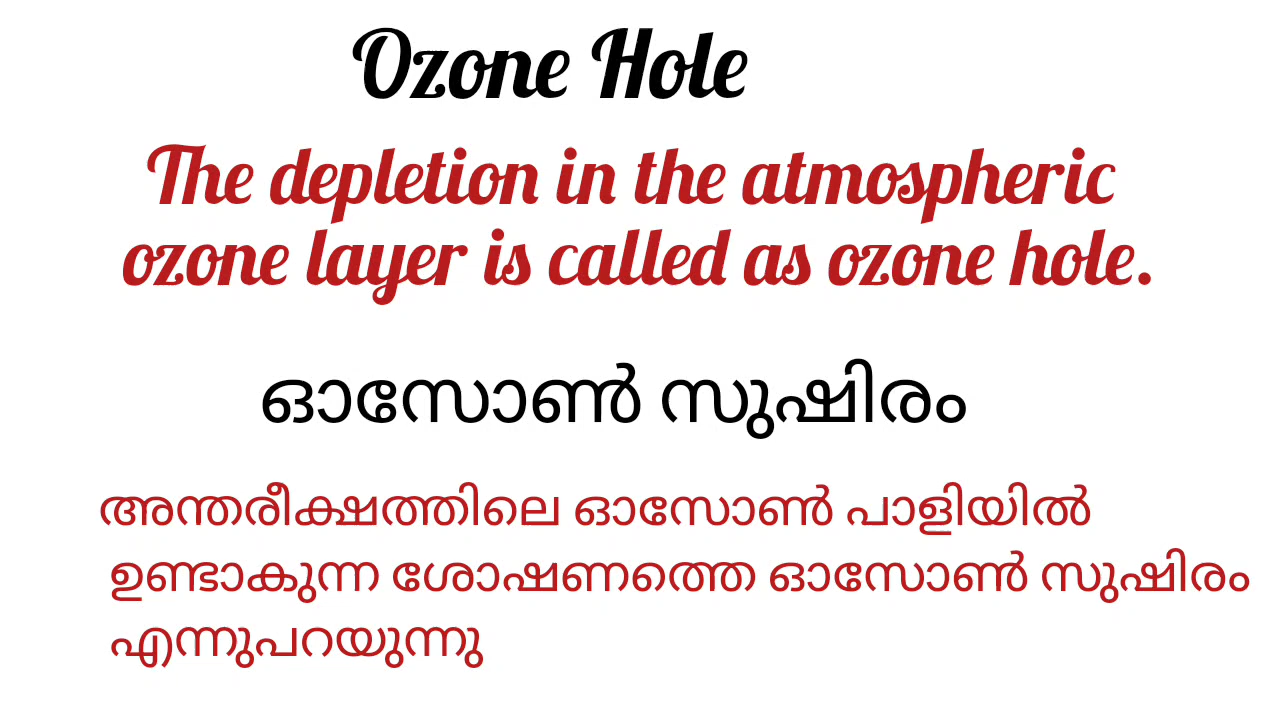 Ozone Hole
The depletion in the atmospheric
ozone layer is called as ozone hole.
ഓസോൺ സുഷിരം
അന്തരീക്ഷത്തിലെ ഓസോൺ പാളിയിൽ
ഉണ്ടാകുന്ന ശോഷണത്തെ ഓസോൺ സുഷിരം
എന്നുപറയുന്നു